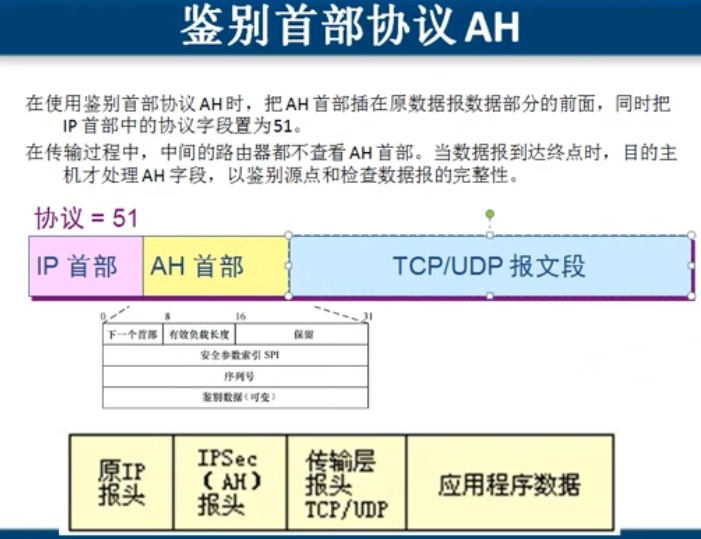 鉴别首部协议 AH
在使用鉴别首部协议 AH 时，把 AH 首部插在原数据报数据部分的前面，同时把
IP 首部中的协议字段置为51。
在传输过程中，中间的路由器都不查看 AH 首部。当数据报到达终点时，目的主
机才处理 AH 字段，以鉴别源点和检查数据报的完整性。
协议 = 51
IP 首部 AH 首部 TCP/UDP 报文段
0 8 16 31
下一个首部 有效负载长度 保留
安全参数索引 SPI
序列号
鉴别数据（可变）
原IP
报头
IPSec
（AH）
报头
传输层
报头
TCP/UDP
应用程序数据